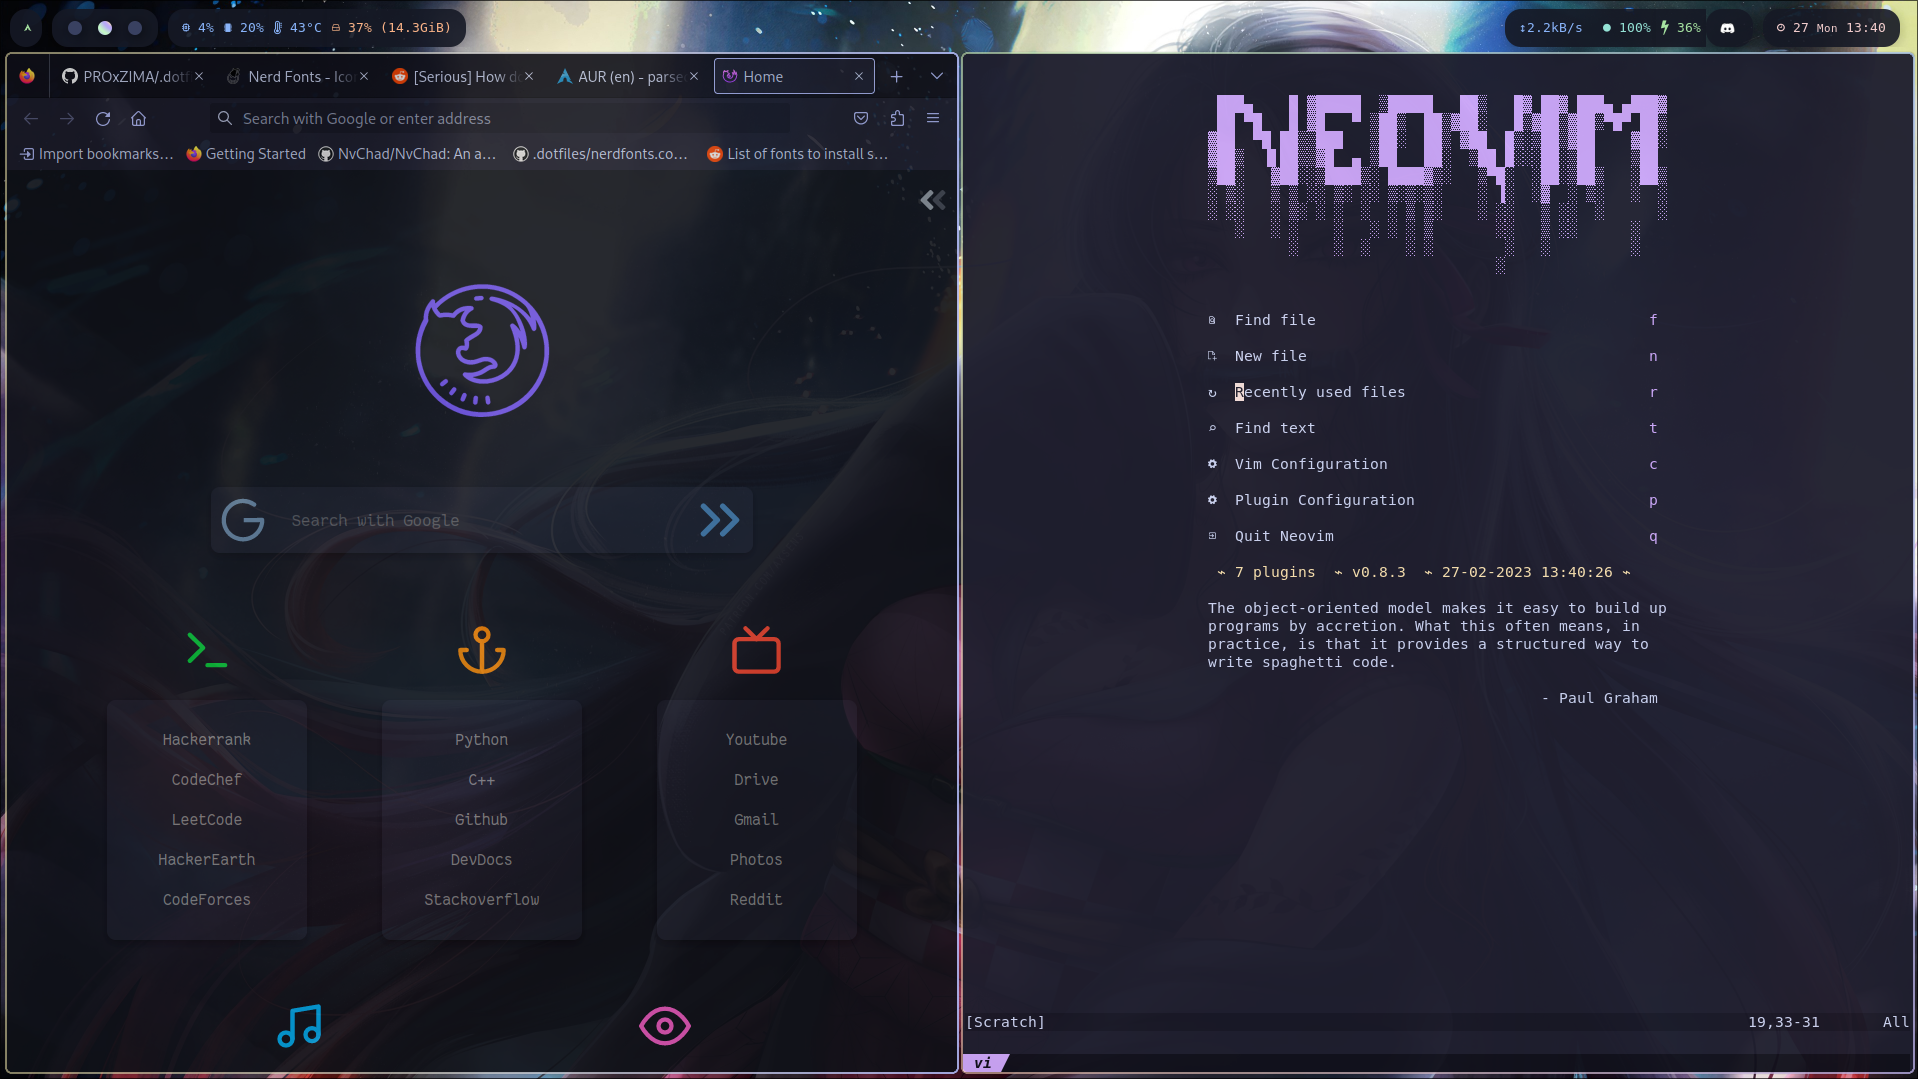 4% 20% 43°C 37% (14.3GiB)
↕2.2kB/s 100% 36% 27 Mon 13:40
PROxZIMA/.dotf
Nerd Fonts - Ico
[Serious] How d
AUR (en) - parse
Home
Search with Google or enter address
Import bookmarks...
Getting Started
NvChad/NvChad: An a...
.dotfiles/nerdfonts.co...
List of fonts to install s...
Search with Google
Hackerrank
CodeChef
LeetCode
HackerEarth
CodeForces
Python
C++
Github
DevDocs
Stackoverflow
Youtube
Drive
Gmail
Photos
Reddit
NEOVIM
Find file f
New file n
Recently used files r
Find text t
Vim Configuration c
Plugin Configuration p
Quit Neovim q
7 plugins v0.8.3 27-02-2023 13:40:26
The object-oriented model makes it easy to build up
programs by accretion. What this often means, in
practice, is that it provides a structured way to
write spaghetti code.
- Paul Graham
[Scratch] 19,33-31 All
vi